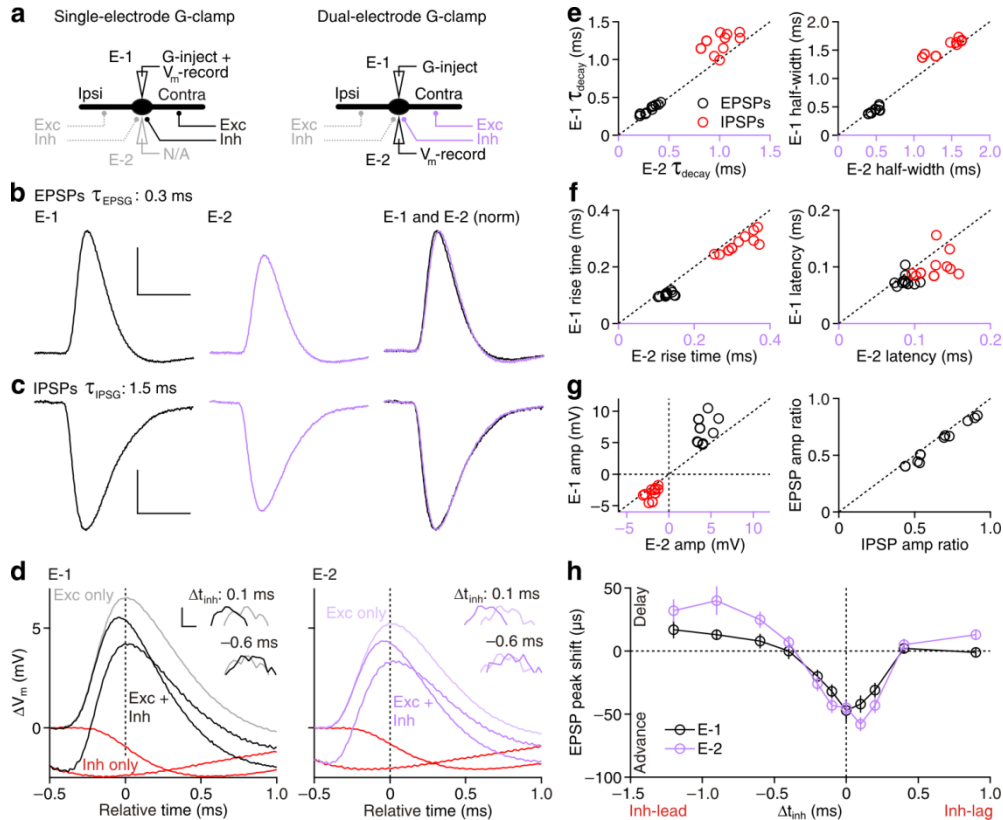 a Single-electrode G-clamp
E-1 G-inject +
Vm-record
Ipsi Contra
Exc Exc
Inh Inh
E-2 N/A
Dual-electrode G-clamp
E-1 G-inject
Ipsi Contra
Exc Exc
Inh Inh
E-2 Vm-record
b EPSPs τEPSG: 0.3 ms
E-1 E-2 E-1 and E-2 (norm)
c IPSPs τIPSG: 1.5 ms
d E-1
Exc only
Δtinh: 0.1 ms
−0.6 ms
Exc +
Inh
Inh only
ΔVm (mV)
5
0
−0.5 0 0.5 1.0
Relative time (ms)
E-2
Exc only
Δtinh: 0.1 ms
−0.6 ms
Exc +
Inh
−0.5 0 0.5 1.0
Relative time (ms)
e
E-1 τdecay (ms)
1.5
1.0
0.5
0
EPSPs
IPSPs
0 0.5 1.0 1.5
E-2 τdecay (ms)
E-1 half-width (ms)
2.0
1.5
1.0
0.5
0
0 0.5 1.0 1.5 2.0
E-2 half-width (ms)
f
E-1 rise time (ms)
0.4
0.2
0
0 0.2 0.4
E-2 rise time (ms)
E-1 latency (ms)
0.2
0.1
0
0 0.1 0.2
E-2 latency (ms)
g
E-1 amp (mV)
10
5
0
−5
−5 0 5 10
E-2 amp (mV)
EPSP amp ratio
1.0
0.5
0
0 0.5 1.0
IPSP amp ratio
h
EPSP peak shift (µs)
50
0
−50
−100
Delay
Advance
E-1
E-2
−1.5 −1.0 −0.5 0 0.5 1.0
Inh-lead Δtinh (ms) Inh-lag